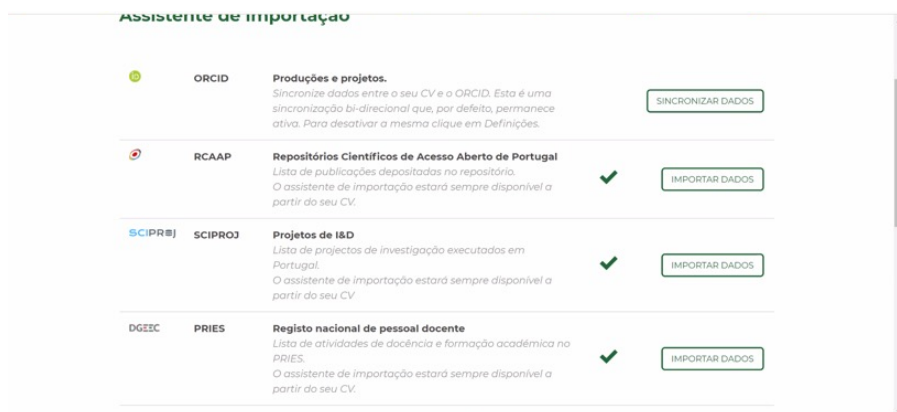 Assistente de importação
iD
ORCID
Produções e projetos.
Sincronize dados entre o seu CV e o ORCID. Esta é uma
sincronização bi-direcional que, por defeito, permanece
ativa. Para desativar a mesma clique em Definições.
SINCRONIZAR DADOS
RCAAP
Repositórios Científicos de Acesso Aberto de Portugal
Lista de publicações depositadas no repositório.
O assistente de importação estará sempre disponível a
partir do seu CV.
IMPORTAR DADOS
SCIPROJ
SCIPROJ
Projetos de I&D
Lista de projectos de investigação executados em
Portugal.
O assistente de importação estará sempre disponível a
partir do seu CV
IMPORTAR DADOS
DGEEC
PRIES
Registo nacional de pessoal docente
Lista de atividades de docência e formação académica no
PRIES.
O assistente de importação estará sempre disponível a
partir do seu CV.
IMPORTAR DADOS